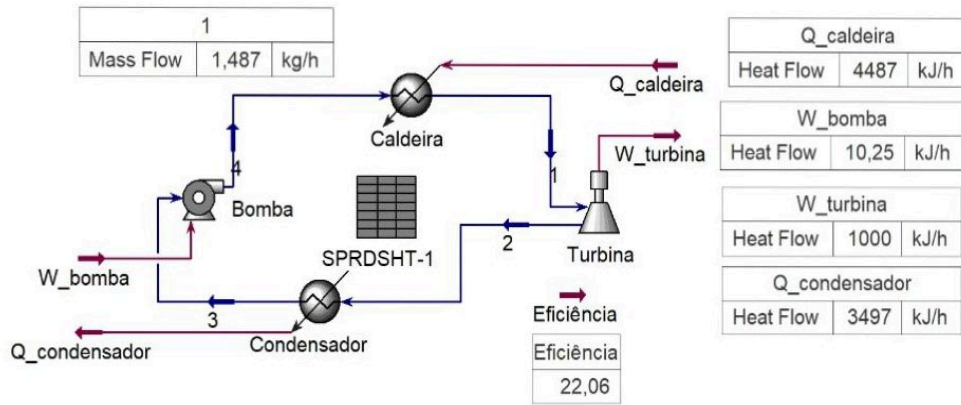 1
Mass Flow 1,487 kg/h
Q_caldeira
Heat Flow 4487 kJ/h
Q_caldeira
Caldeira
W_bomba
Heat Flow 10,25 kJ/h
W_turbina
4
1
Bomba
W_turbina
Heat Flow 1000 kJ/h
2
Turbina
SPRDSHT-1
W_bomba
Q_condensador
Heat Flow 3497 kJ/h
3
Eficiência
Condensador
Q_condensador
Eficiência
22,06